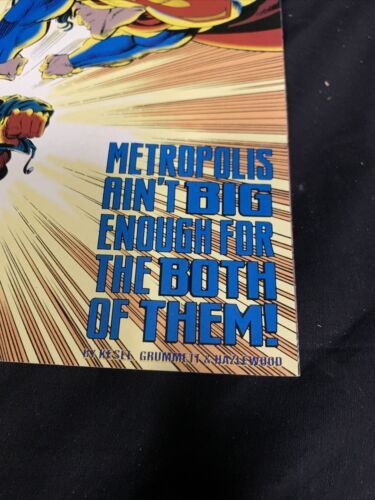 METROPOLIS
AIN'T BIG
ENOUGH FOR
THE BOTH
OF THEM!
BY KESEL GRUMMETT & HAZLEWOOD